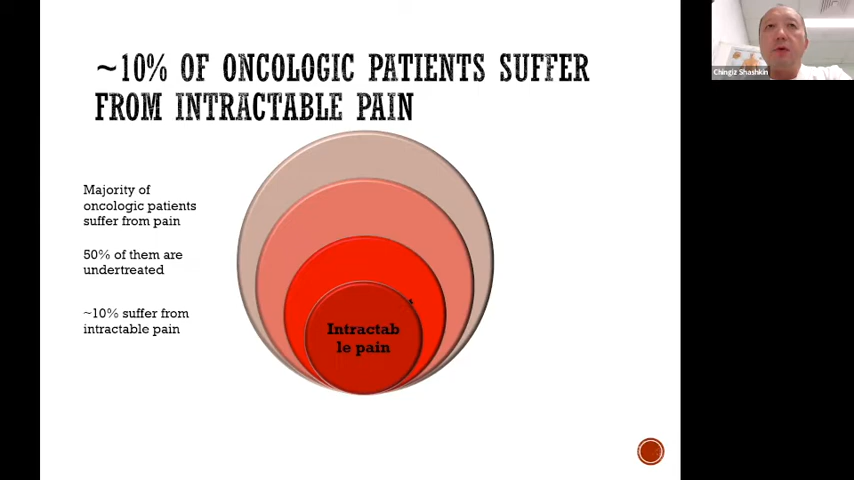 ~10% OF ONCOLOGIC PATIENTS SUFFER
FROM INTRACTABLE PAIN
Majority of
oncologic patients
suffer from pain
50% of them are
undertreated
~10% suffer from
intractable pain
Intractab
le pain
Chingiz Shashkin